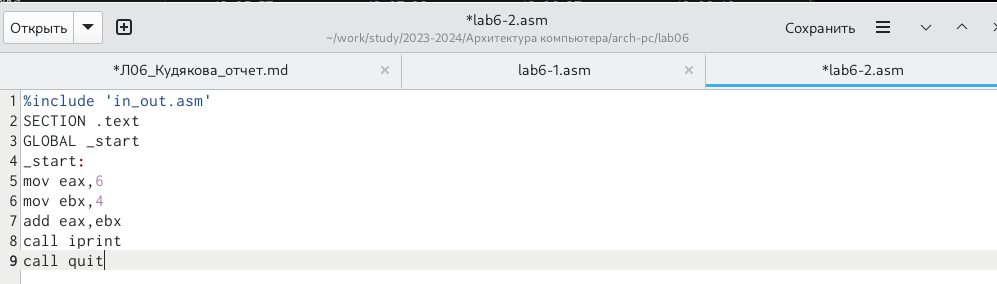 *lab6-2.asm
Открыть
~/work/study/2023-2024/Архитектура компьютера/arch-pc/lab06
Сохранить
*Л06_Кудякова_отчет.md × lab6-1.asm × *lab6-2.asm
1 %include 'in_out.asm'
2 SECTION .text
3 GLOBAL _start
4 _start:
5 mov eax,6
6 mov ebx,4
7 add eax,ebx
8 call iprint
9 call quit